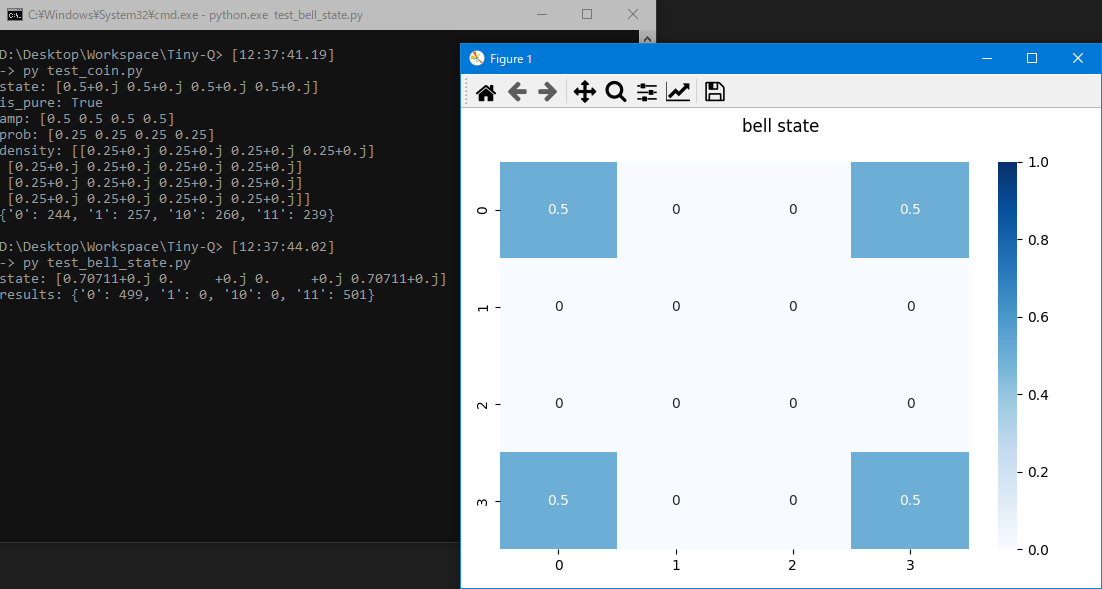 C:¥Windows¥System32¥cmd.exe - python.exe  test_bell_state.py
D:\Desktop\Workspace\Tiny-Q> [12:37:41.19]
-> py test_coin.py
state: [0.5+0.j 0.5+0.j 0.5+0.j 0.5+0.j]
is_pure: True
amp: [0.5 0.5 0.5 0.5]
prob: [0.25 0.25 0.25 0.25]
density: [[0.25+0.j 0.25+0.j 0.25+0.j 0.25+0.j]
 [0.25+0.j 0.25+0.j 0.25+0.j 0.25+0.j]
 [0.25+0.j 0.25+0.j 0.25+0.j 0.25+0.j]
 [0.25+0.j 0.25+0.j 0.25+0.j 0.25+0.j]]
{'0': 244, '1': 257, '10': 260, '11': 239}
D:\Desktop\Workspace\Tiny-Q> [12:37:44.02]
-> py test_bell_state.py
state: [0.70711+0.j 0.     +0.j 0.     +0.j 0.70711+0.j]
results: {'0': 499, '1': 0, '10': 0, '11': 501}
Figure 1
bell state
0 0.5 0 0 0.5
1 0 0 0 0
2 0 0 0 0
3 0.5 0 0 0.5
0 1 2 3
1.0
0.8
0.6
0.4
0.2
0.0